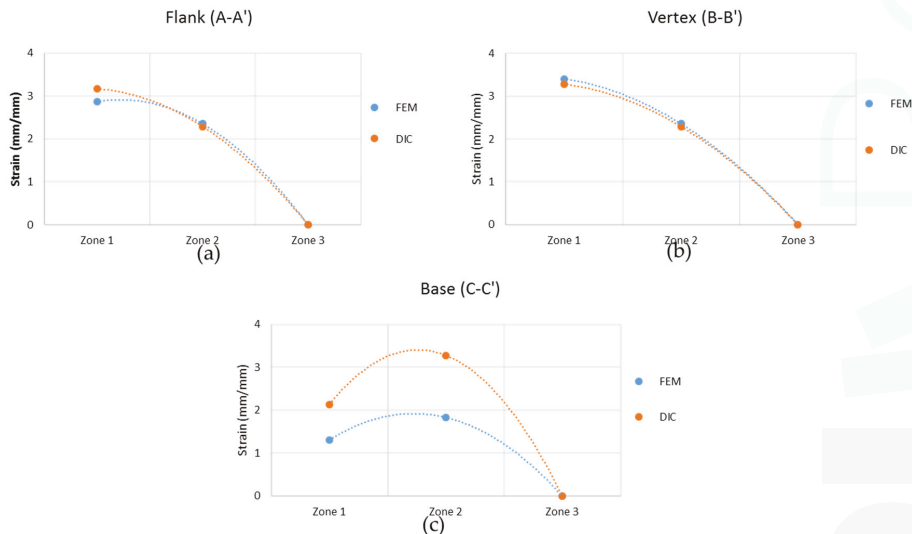 Flank (A-A')
4
3
2
1
0
Strain (mm/mm)
Zone 1
Zone 2
Zone 3
FEM
DIC
(a)
Vertex (B-B')
4
3
2
1
0
Strain (mm/mm)
Zone 1
Zone 2
Zone 3
FEM
DIC
(b)
Base (C-C')
4
3
2
1
0
Strain (mm/mm)
Zone 1
Zone 2
Zone 3
FEM
DIC
(c)